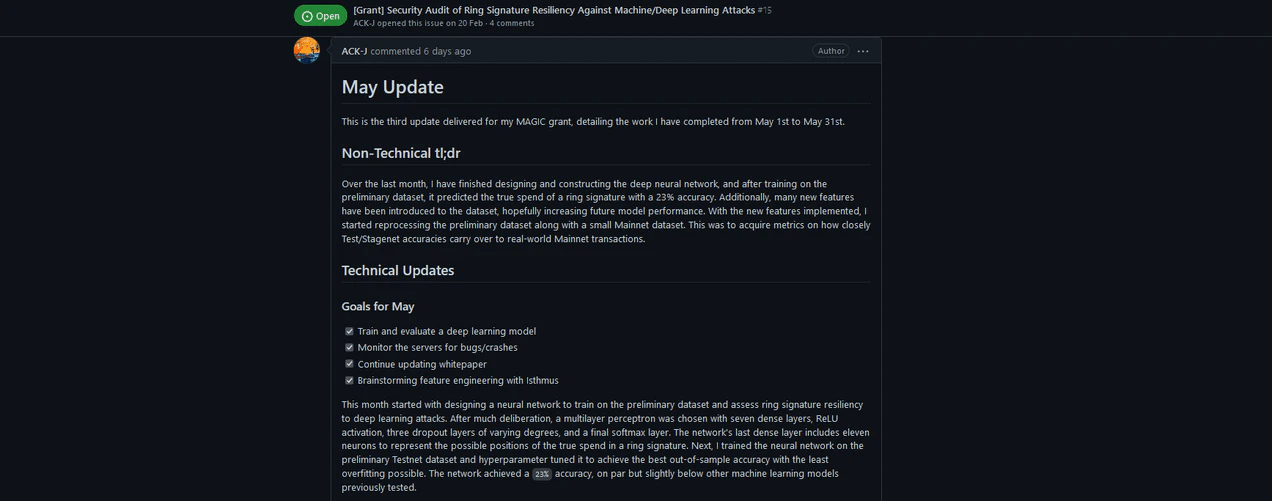 Open
[Grant] Security Audit of Ring Signature Resiliency Against Machine/Deep Learning Attacks #15
ACK-J opened this issue on 20 Feb · 4 comments
ACK-J commented 6 days ago
Author
May Update
This is the third update delivered for my MAGIC grant, detailing the work I have completed from May 1st to May 31st.
Non-Technical tl;dr
Over the last month, I have finished designing and constructing the deep neural network, and after training on the
preliminary dataset, it predicted the true spend of a ring signature with a 23% accuracy. Additionally, many new features
have been introduced to the dataset, hopefully increasing future model performance. With the new features implemented, I
started reprocessing the preliminary dataset along with a small Mainnet dataset. This was to acquire metrics on how closely
Test/Stagenet accuracies carry over to real-world Mainnet transactions.
Technical Updates
Goals for May
Train and evaluate a deep learning model
Monitor the servers for bugs/crashes
Continue updating whitepaper
Brainstorming feature engineering with Isthmus
This month started with designing a neural network to train on the preliminary dataset and assess ring signature resiliency
to deep learning attacks. After much deliberation, a multilayer perceptron was chosen with seven dense layers, ReLU
activation, three dropout layers of varying degrees, and a final softmax layer. The network's last dense layer includes eleven
neurons to represent the possible positions of the true spend in a ring signature. Next, I trained the neural network on the
preliminary Testnet dataset and hyperparameter tuned it to achieve the best out-of-sample accuracy with the least
overfitting possible. The network achieved a 23% accuracy, on par but slightly below other machine learning models
previously tested.